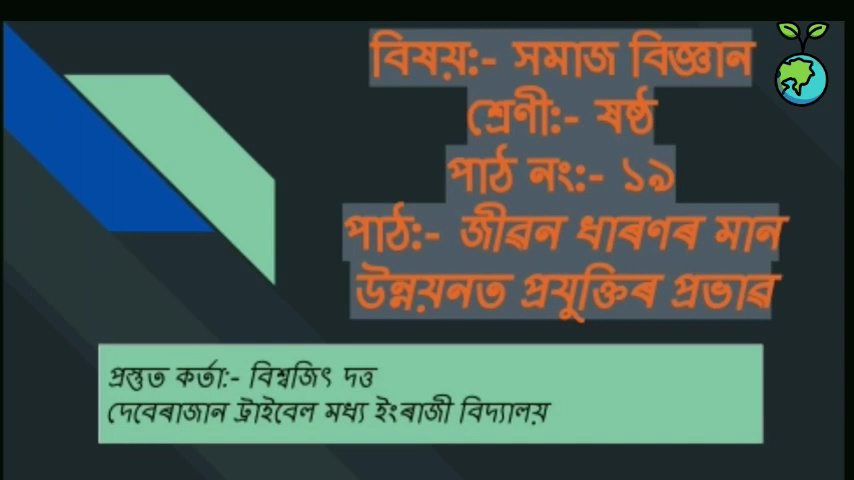 বিষয়:- সমাজ বিজ্ঞান
শ্ৰেণী:- ষষ্ঠ
পাঠ নং:- ১৯
পাঠ:- জীৱন ধাৰণৰ মান
উন্নয়নত প্ৰযুক্তিৰ প্ৰভাৱ
প্ৰস্তুত কৰ্তা:- বিশ্বজিৎ দত্ত
দেবেৰাজান ট্ৰাইবেল মধ্য ইংৰাজী বিদ্যালয়